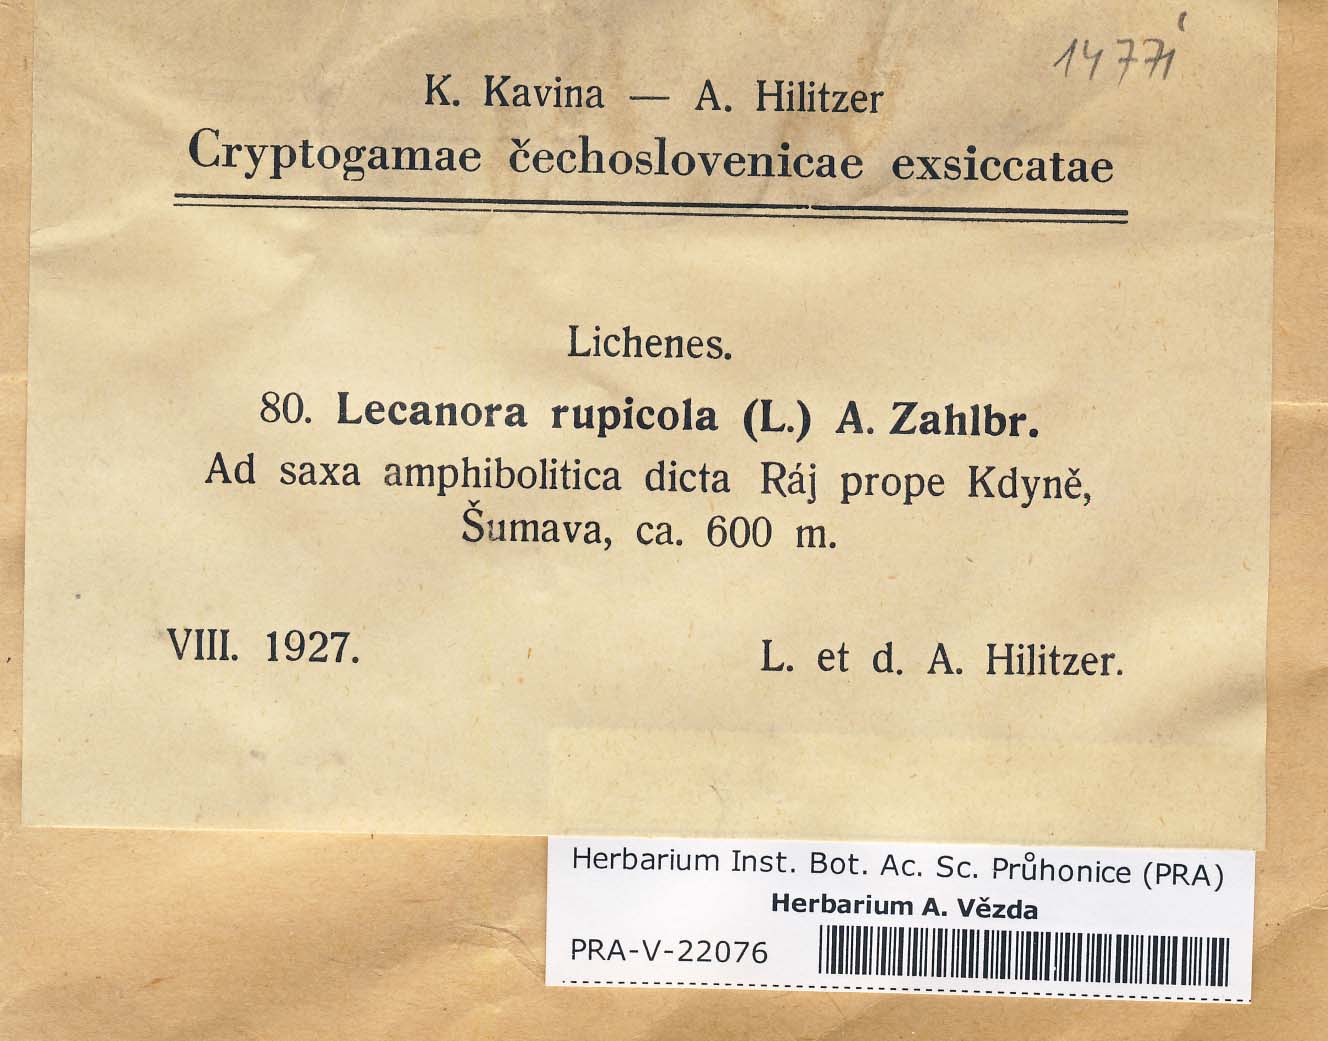 1477i
K. Kavina — A. Hilitzer
Cryptogamae čechoslovenicae exsiccatae
Lichenes.
80. Lecanora rupicola (L.) A. Zahlbr.
Ad saxa amphibolitica dicta Ráj prope Kdyně,
Šumava, ca. 600 m.
VIII. 1927. L. et d. A. Hilitzer.
Herbarium Inst. Bot. Ac. Sc. Průhonice (PRA)
Herbarium A. Vězda
PRA-V-22076